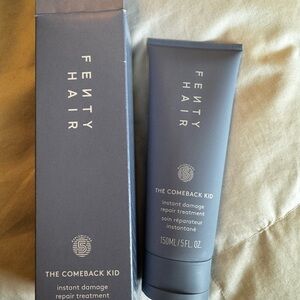 FENTY
HAIR
THE COMEBACK KID
instant damage
repair treatment
FENTY
HAIR
THE COMEBACK KID
instant damage
repair treatment
soin réparateur
instantané
150ML/5 FL. OZ.